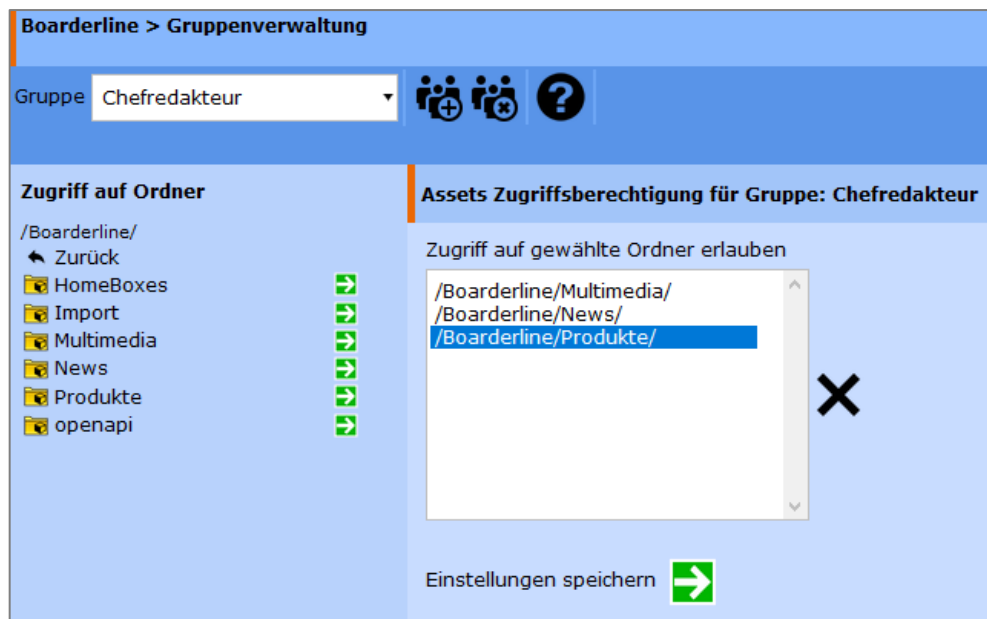 Boarderline > Gruppenverwaltung
Gruppe Chefredakteur
Zugriff auf Ordner
/Boarderline/
Zurück
HomeBoxes
Import
Multimedia
News
Produkte
openapi
Assets Zugriffsberechtigung für Gruppe: Chefredakteur
Zugriff auf gewählte Ordner erlauben
/Boarderline/Multimedia/
/Boarderline/News/
/Boarderline/Produkte/
Einstellungen speichern